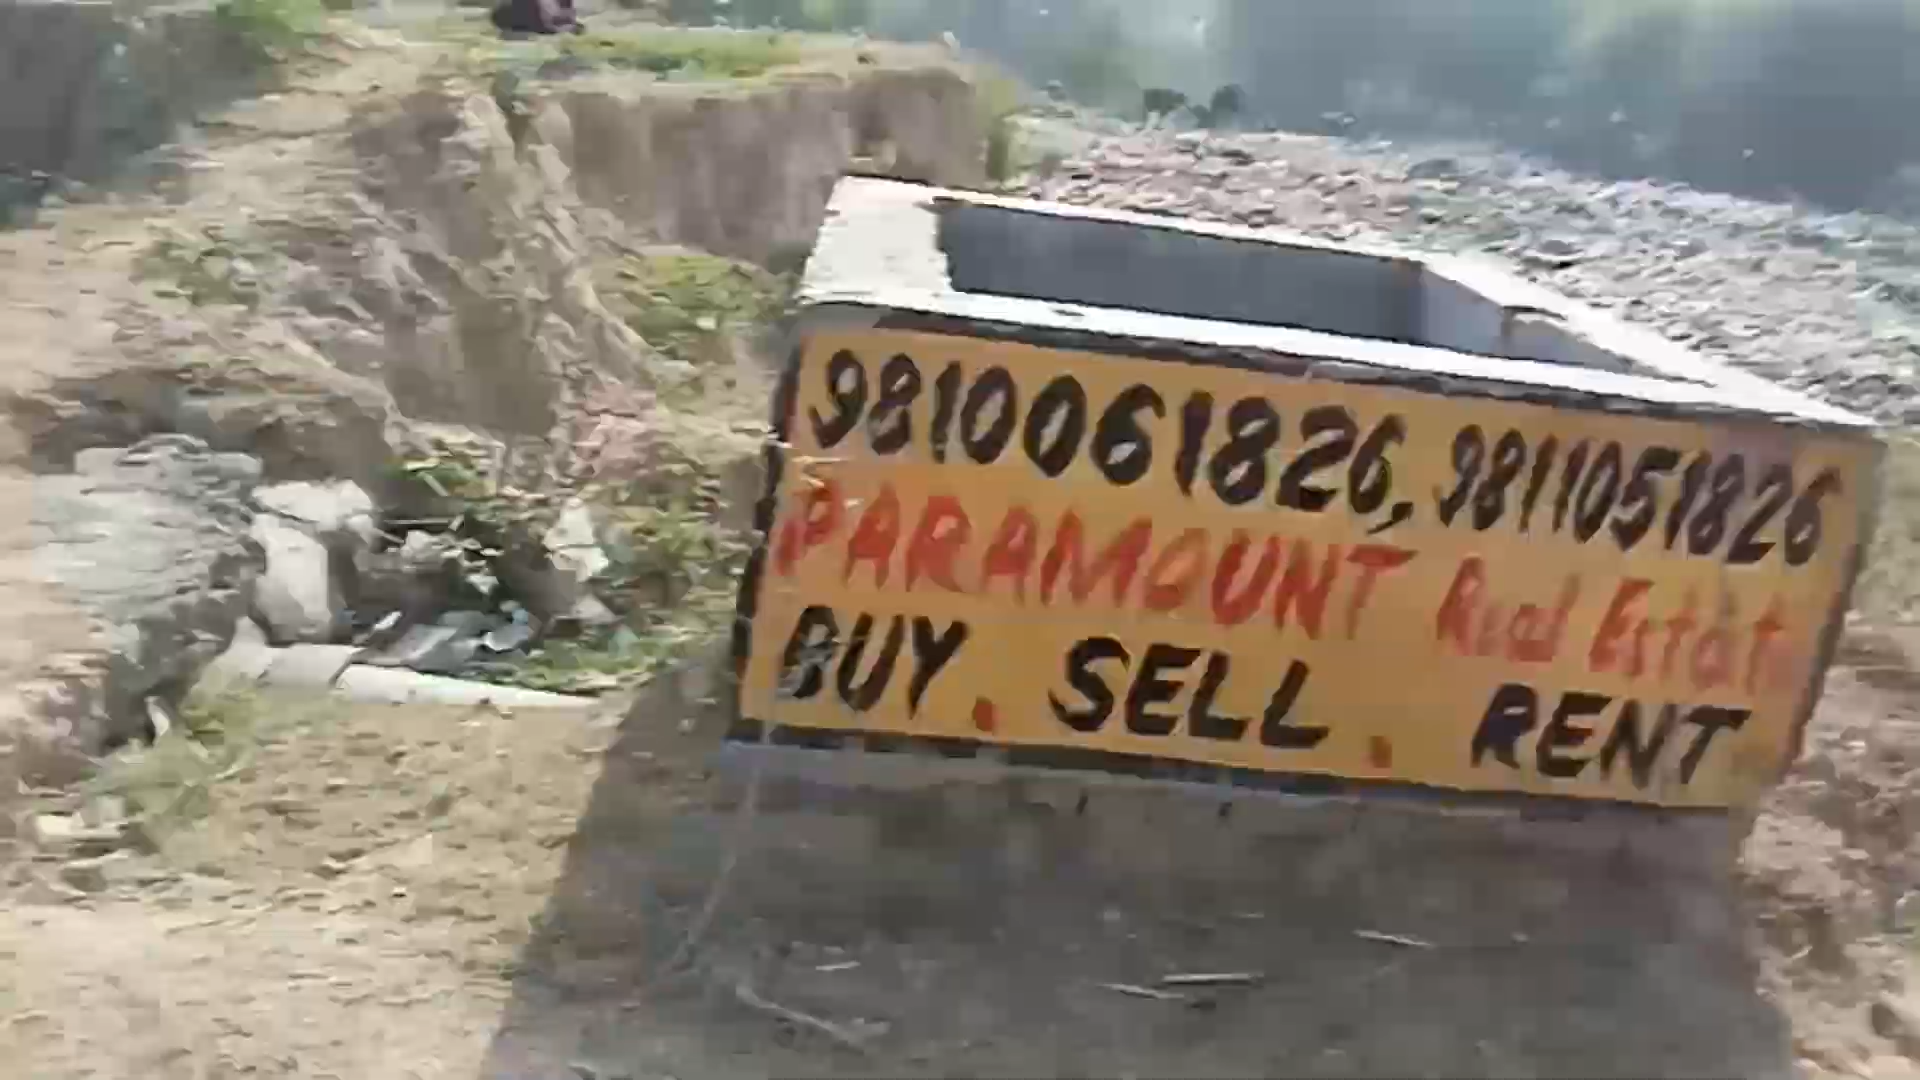 9810061826, 9811051826
PARAMOUNT Real Estate
BUY . SELL . RENT